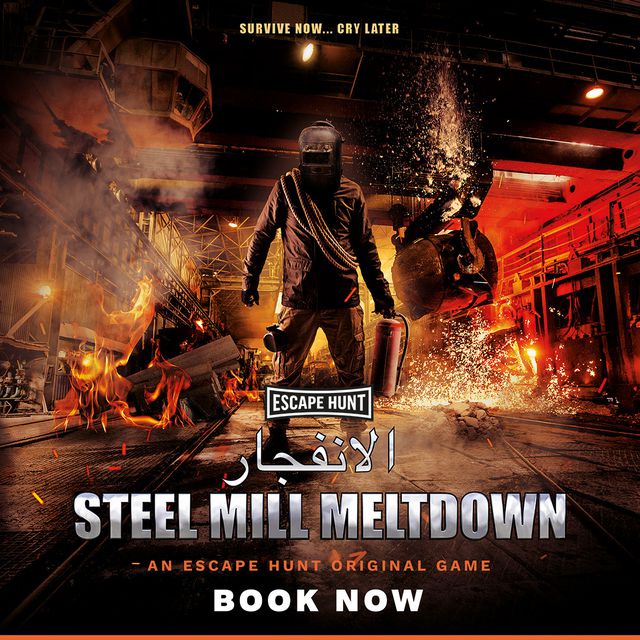 SURVIVE NOW... CRY LATER
ESCAPE HUNT
الانفجار
STEEL MILL MELTDOWN
- AN ESCAPE HUNT ORIGINAL GAME
BOOK NOW